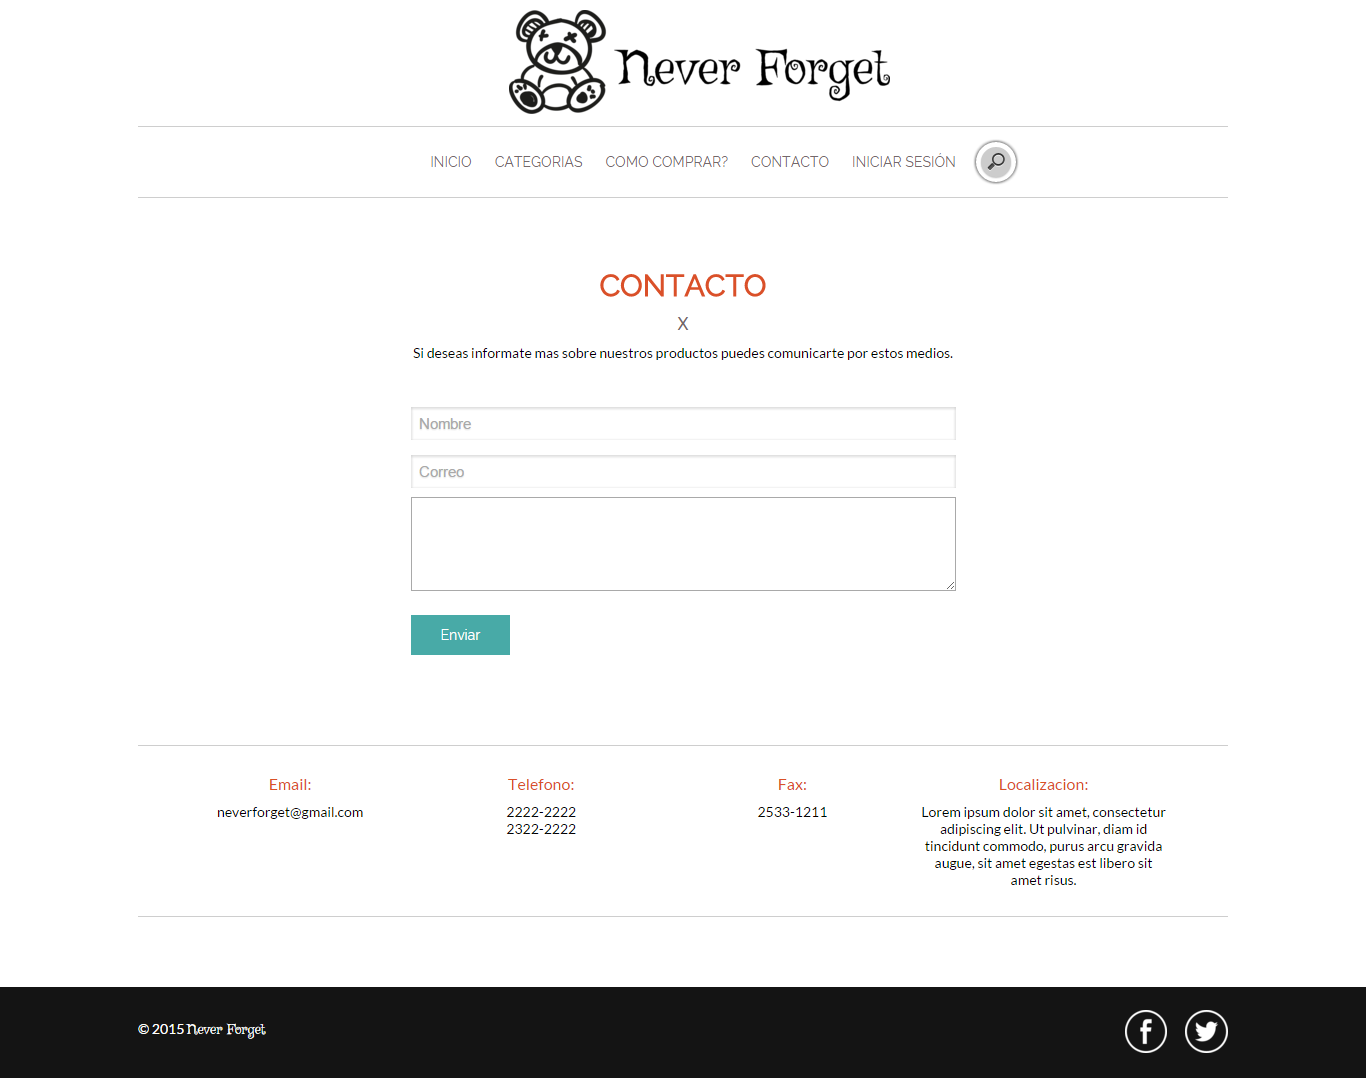 Never Forget
INICIO CATEGORIAS COMO COMPRAR? CONTACTO INICIAR SESIÓN
CONTACTO
X
Si deseas informate mas sobre nuestros productos puedes comunicarte por estos medios.
Nombre
Correo
Enviar
Email:
neverforget@gmail.com
Telefono:
2222-2222
2322-2222
Fax:
2533-1211
Localizacion:
Lorem ipsum dolor sit amet, consectetur
adipiscing elit. Ut pulvinar, diam id
tincidunt commodo, purus arcu gravida
augue, sit amet egestas est libero sit
amet risus.
© 2015 Never Forget